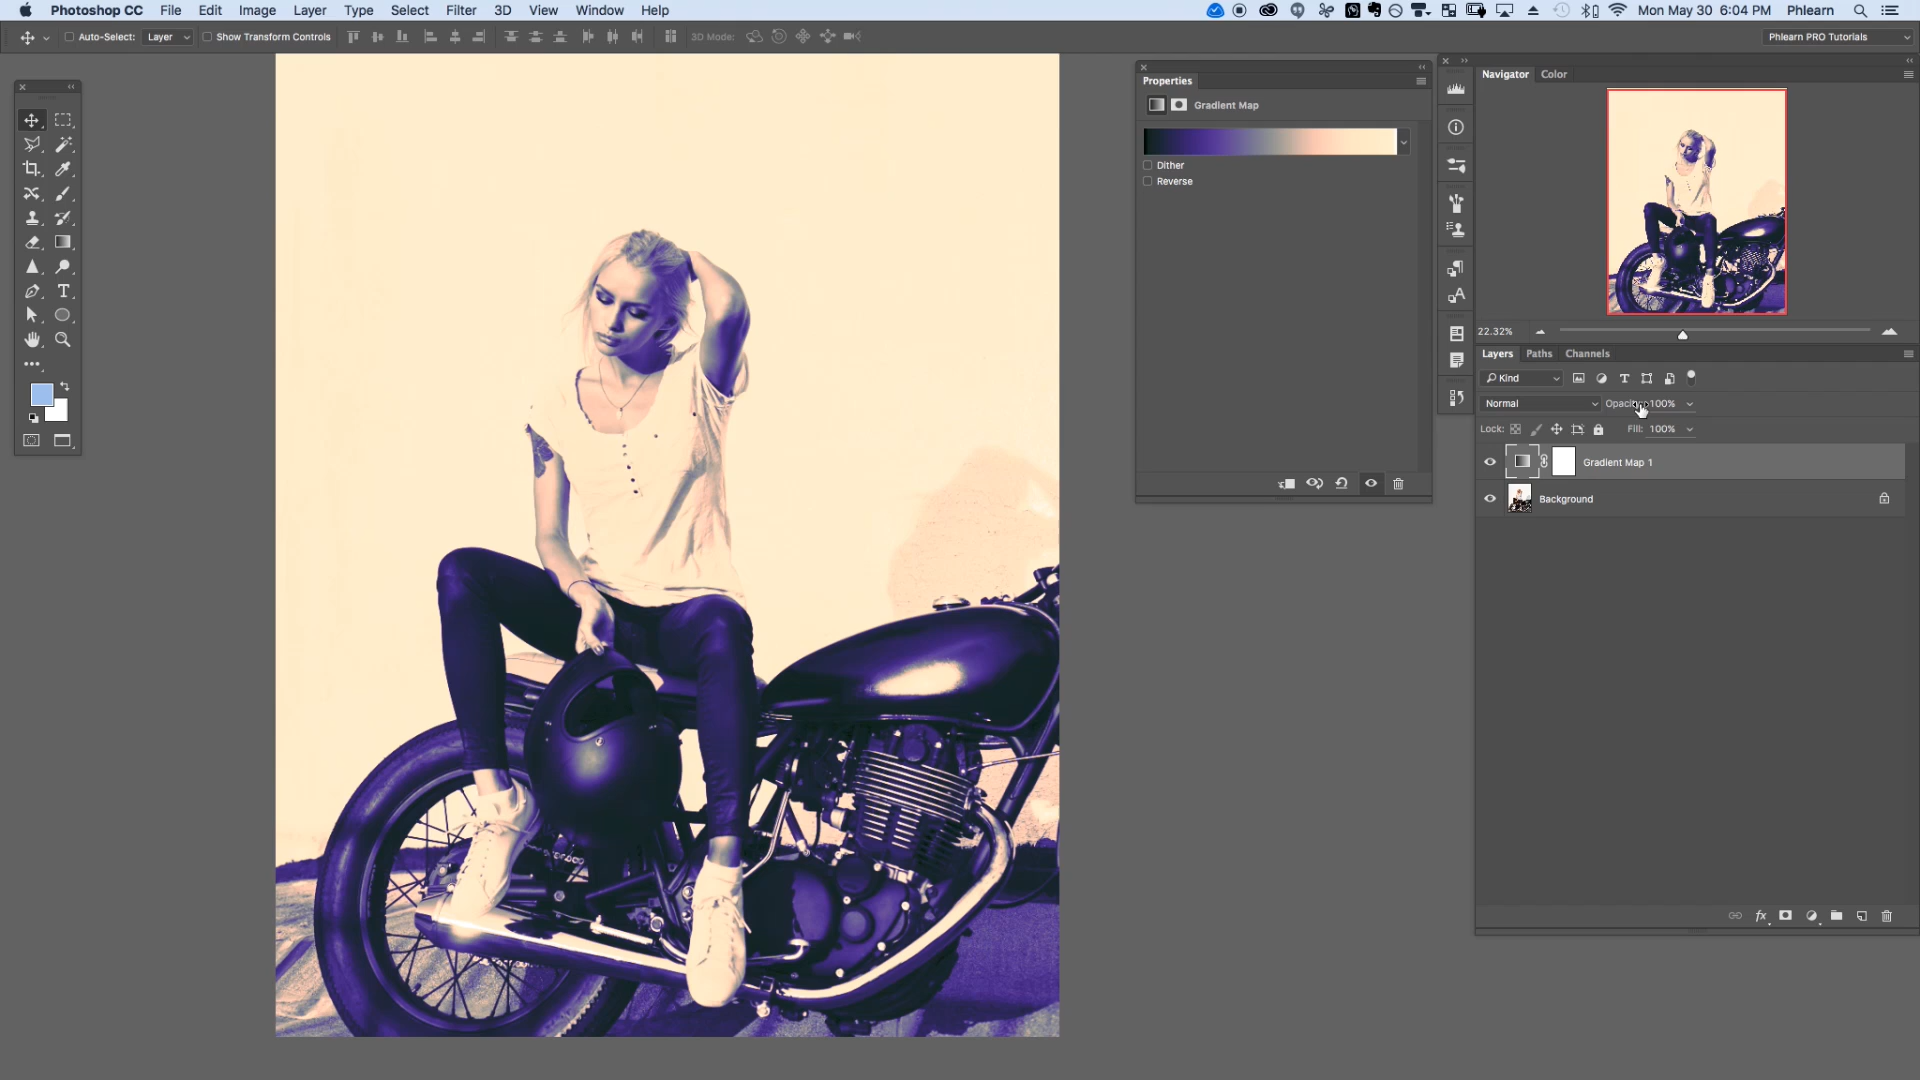 Photoshop CC File Edit Image Layer Type Select Filter 3D View Window Help Mon May 30 6:04 PM Phlearn
Auto-Select: Layer Show Transform Controls 3D Mode: Phlearn PRO Tutorials
Properties
Gradient Map
Dither
Reverse
Navigator Color
22.32%
Layers Paths Channels
Kind
Normal Opacity: 100%
Lock: Fill: 100%
Gradient Map 1
Background